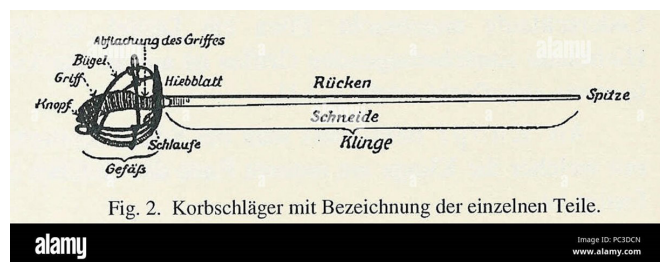 Abflachung des Griffes
Bügel
Griff
Hiebblatt
Rücken
Knopf
Spitze
Schneide
Schlaufe
Klinge
Gefäß
Fig. 2. Korbschläger mit Bezeichnung der einzelnen Teile.
alamy
a
a
alamy
Image ID: PC3DCN
www.alamy.com